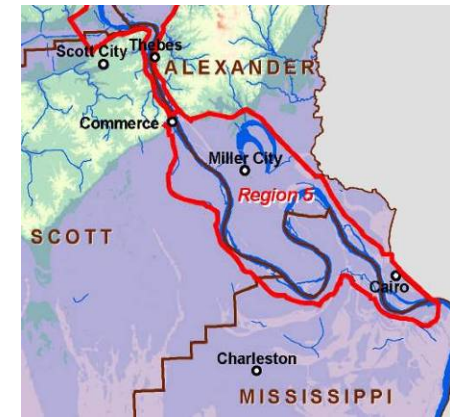 Scott City
Thebes
ALEXANDER
Commerce
Miller City
Region 5
SCOTT
Cairo
Charleston
MISSISSIPPI